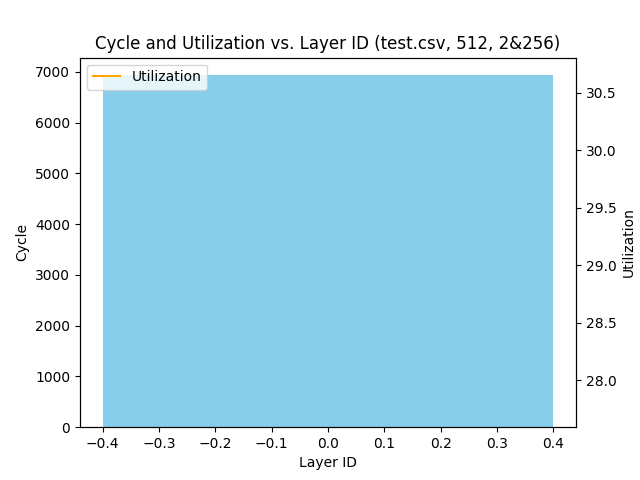 Cycle and Utilization vs. Layer ID (test.csv, 512, 2&256)
Utilization
7000
6000
5000
4000
3000
2000
1000
0
Cycle
30.5
30.0
29.5
29.0
28.5
28.0
Utilization
−0.4 −0.3 −0.2 −0.1 0.0 0.1 0.2 0.3 0.4
Layer ID